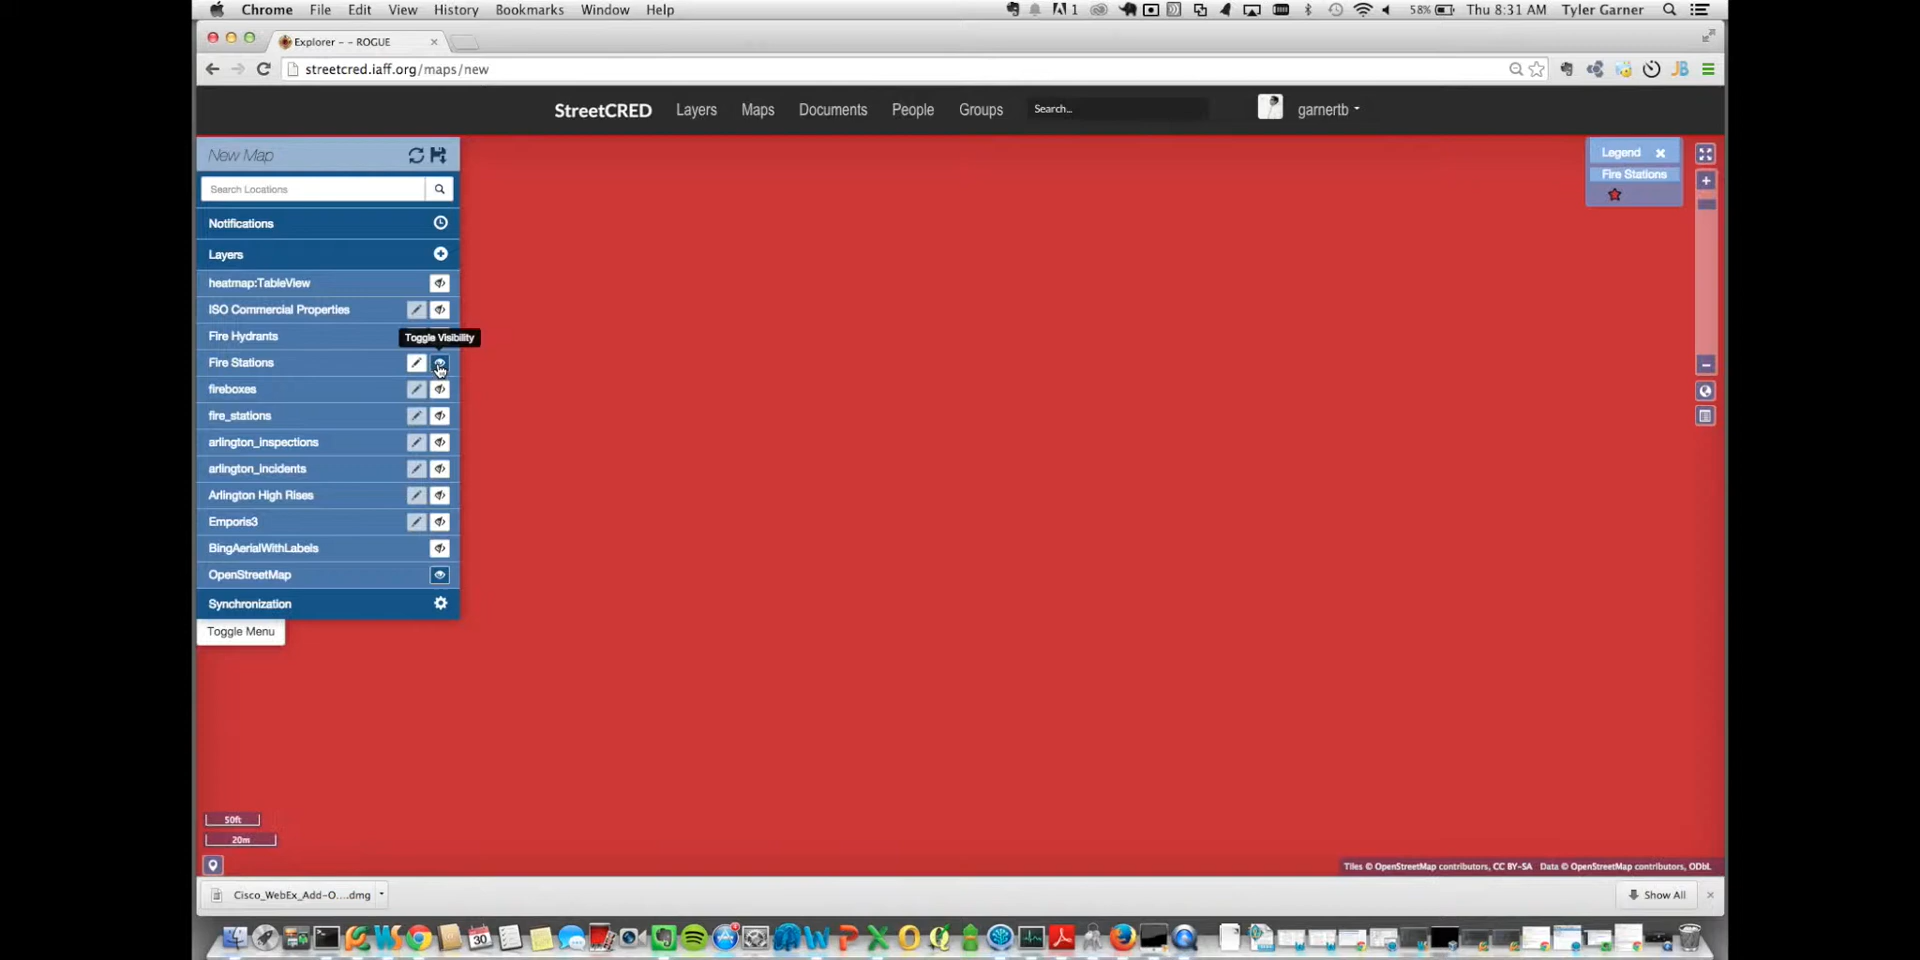 Chrome File Edit View History Bookmarks Window Help
1 58% Thu 8:31 AM Tyler Garner
Explorer - - ROGUE
streetcred.iaff.org/maps/new
StreetCRED Layers Maps Documents People Groups Search... garnertb
New Map
Search Locations
Notifications
Layers
heatmap:TableView
ISO Commercial Properties
Fire Hydrants
Toggle Visibility
Fire Stations
fireboxes
fire_stations
arlington_inspections
arlington_incidents
Arlington High Rises
Emporis3
BingAerialWithLabels
OpenStreetMap
Synchronization
Toggle Menu
Legend
Fire Stations
50ft
20m
Tiles © OpenStreetMap contributors, CC BY-SA Data © OpenStreetMap contributors, ODbL
Cisco_WebEx_Add-O....dmg
Show All
30